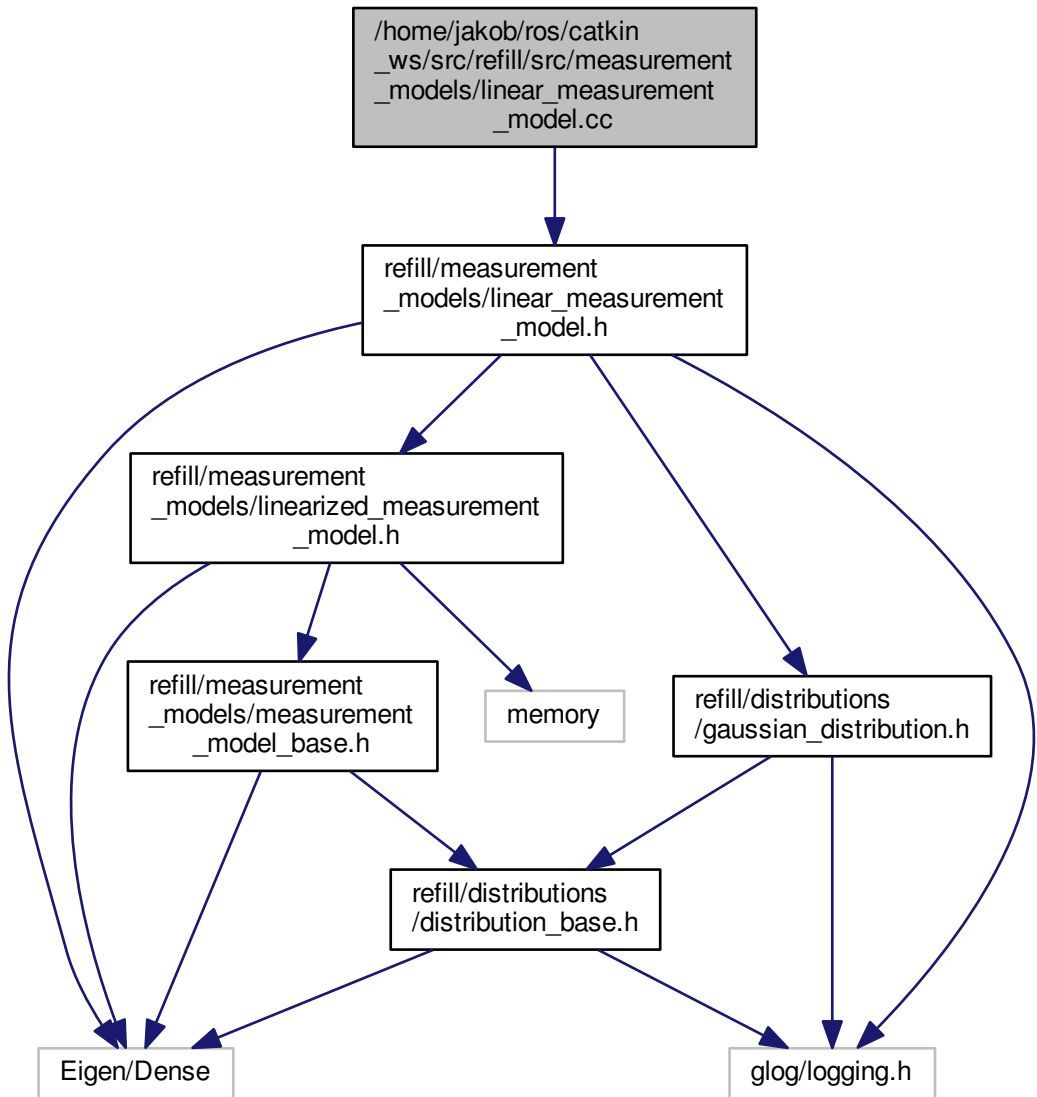 /home/jakob/ros/catkin
_ws/src/refill/src/measurement
_models/linear_measurement
_model.cc
refill/measurement
_models/linear_measurement
_model.h
refill/measurement
_models/linearized_measurement
_model.h
refill/measurement
_models/measurement
_model_base.h
memory
refill/distributions
/gaussian_distribution.h
refill/distributions
/distribution_base.h
Eigen/Dense
glog/logging.h